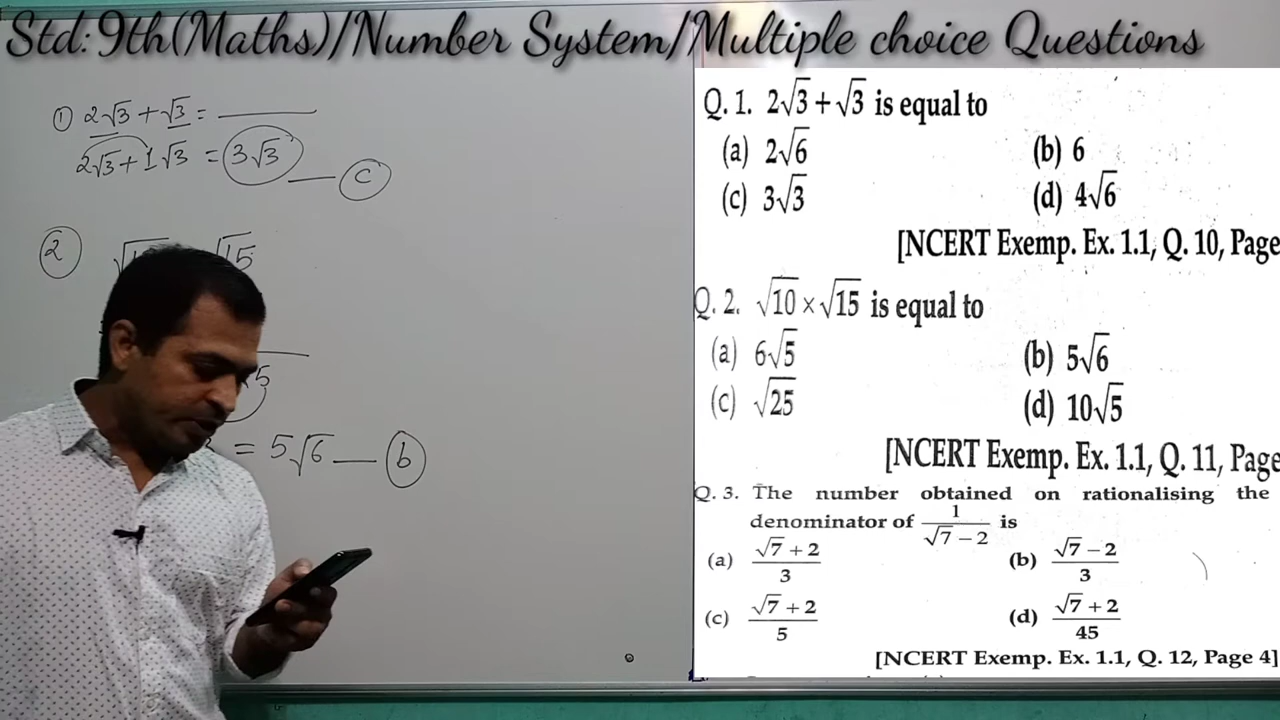 Std: 9th(Maths)/Number System/Multiple choice Questions
① 2√3 + √3 =
2√3 + 1√3 = 3√3 — c
2
√15
5
= 5√6 — b
Q. 1. 2√3 + √3 is equal to
(a) 2√6 (b) 6
(c) 3√3 (d) 4√6
[NCERT Exemp. Ex. 1.1, Q. 10, Page
Q. 2. √10 × √15 is equal to
(a) 6√5 (b) 5√6
(c) √25 (d) 10√5
[NCERT Exemp. Ex. 1.1, Q. 11, Page
Q. 3. The number obtained on rationalising the
denominator of 1/(√7 − 2) is
(a) (√7 + 2)/3 (b) (√7 − 2)/3
(c) (√7 + 2)/5 (d) (√7 + 2)/45
[NCERT Exemp. Ex. 1.1, Q. 12, Page 4]